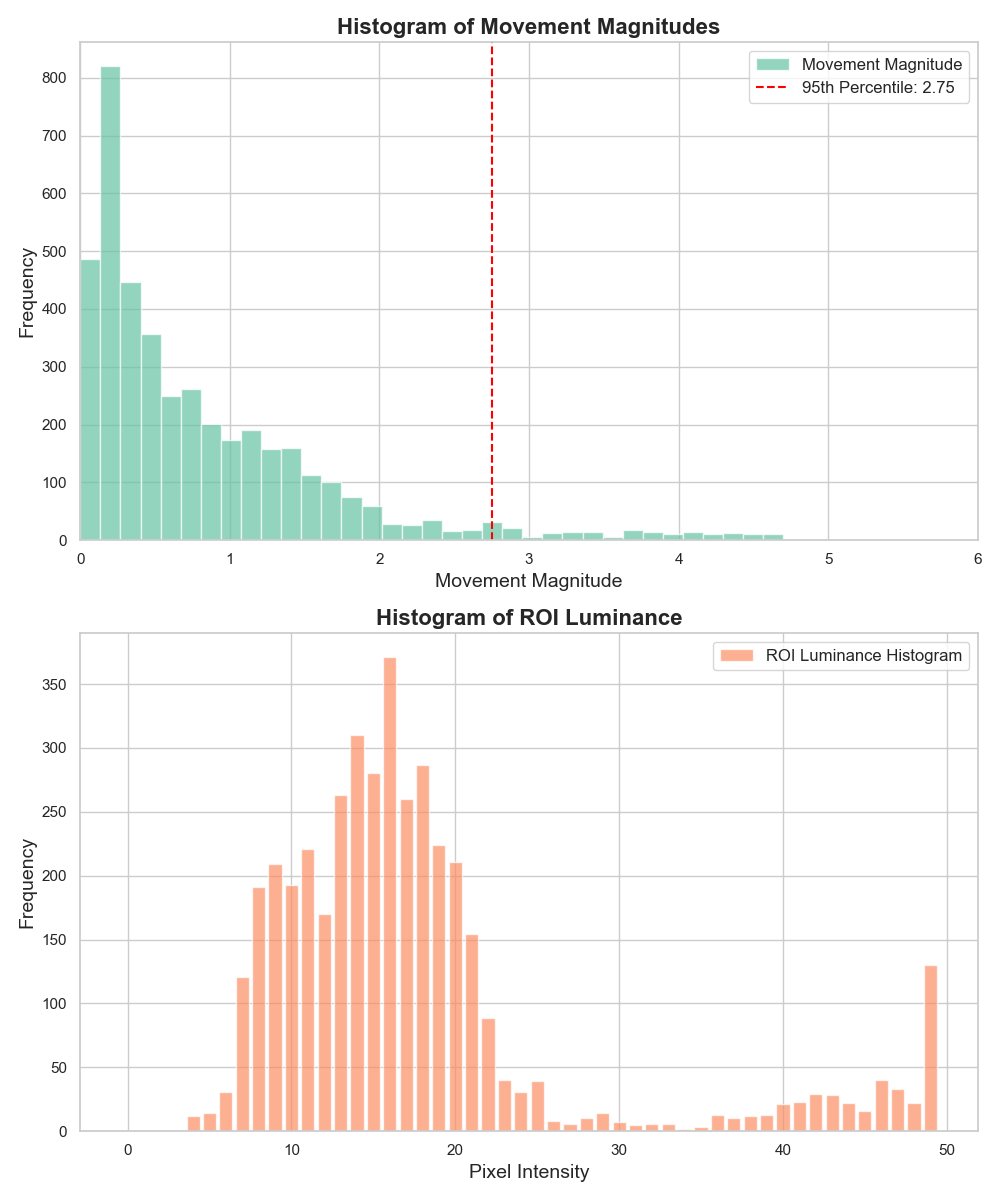 Histogram of Movement Magnitudes
Movement Magnitude
95th Percentile: 2.75
Frequency
800
700
600
500
400
300
200
100
0
0 1 2 3 4 5 6
Movement Magnitude
Histogram of ROI Luminance
ROI Luminance Histogram
Frequency
350
300
250
200
150
100
50
0
0 10 20 30 40 50
Pixel Intensity